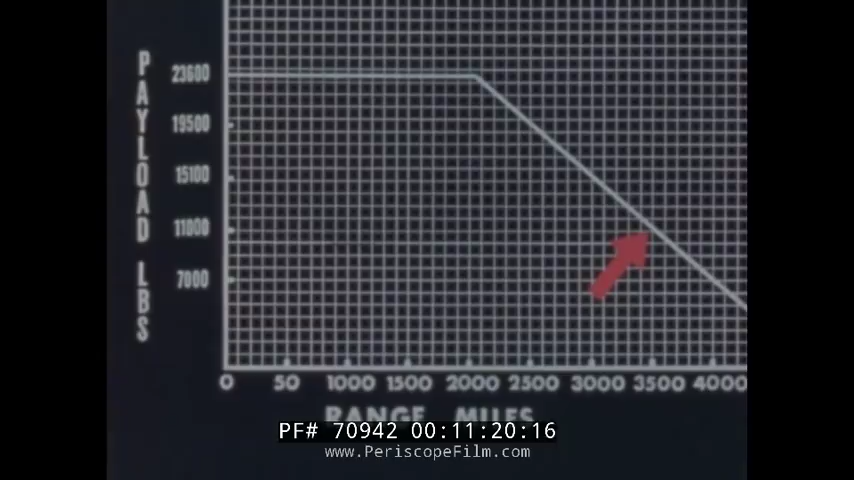 PAYLOAD LBS
23600
19500
15100
11000
7000
0 50 1000 1500 2000 2500 3000 3500 4000
RANGE MILES
PF# 70942 00:11:20:16
www.PeriscopeFilm.com